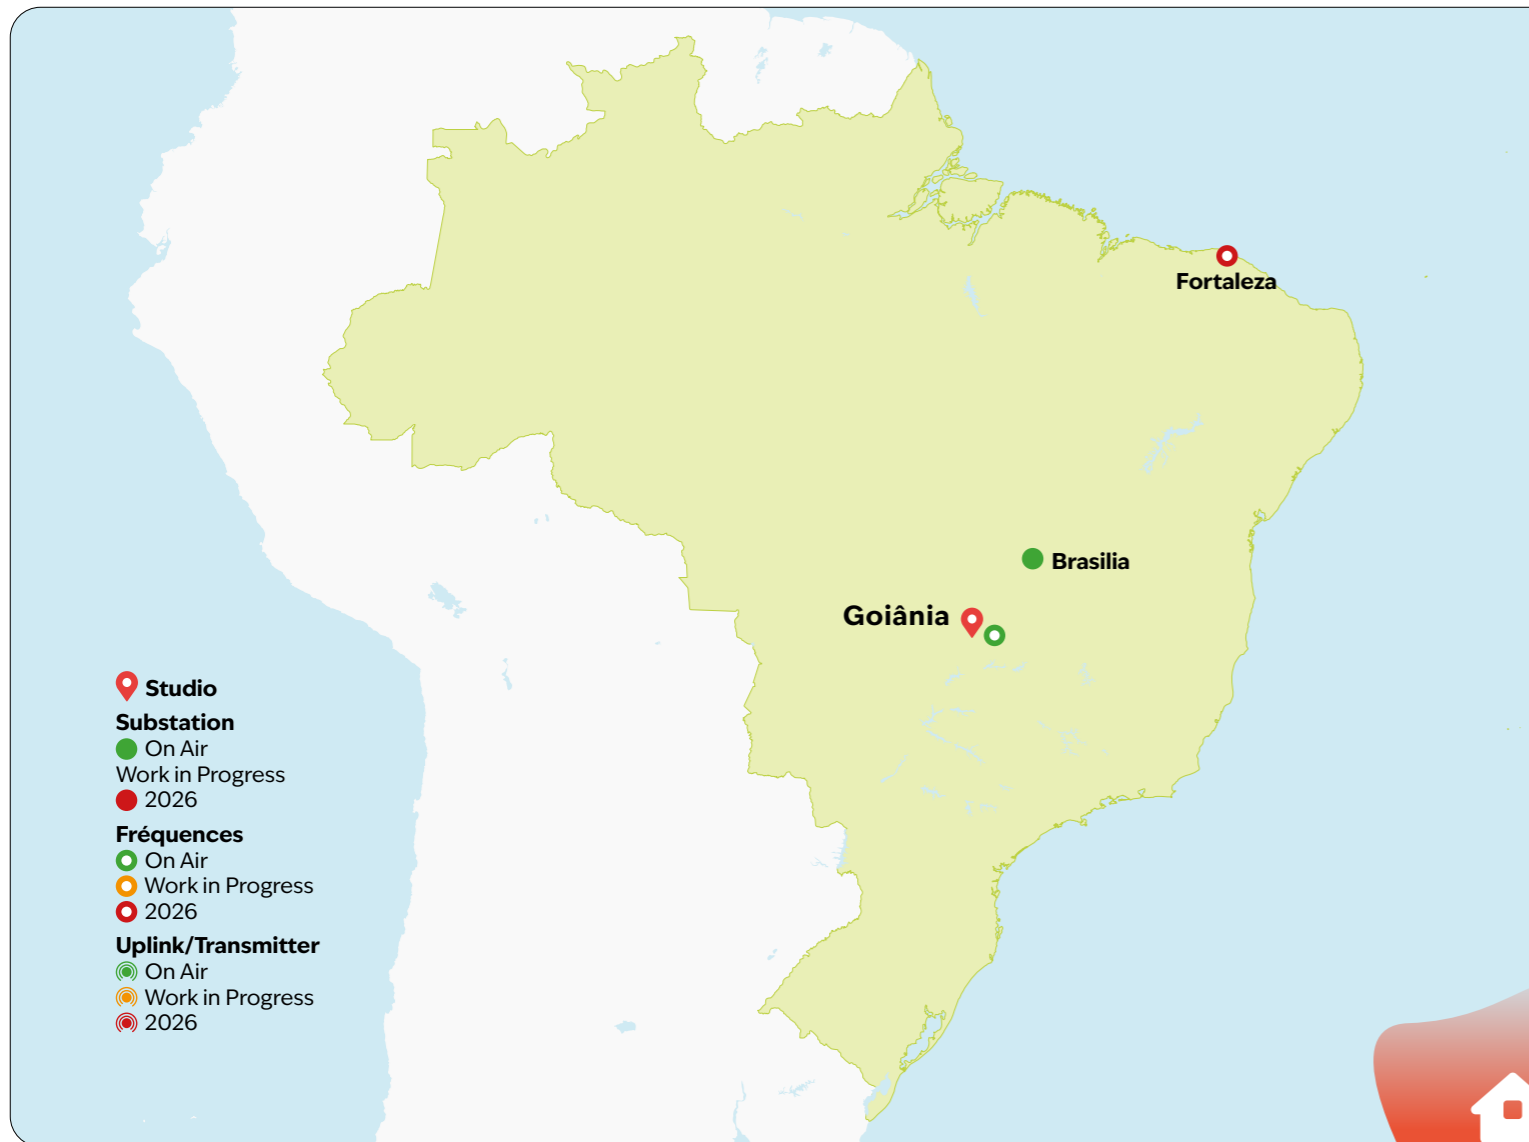 Fortaleza
Brasilia
Goiânia
Studio
Substation
On Air
Work in Progress
2026
Fréquences
On Air
Work in Progress
2026
Uplink/Transmitter
On Air
Work in Progress
2026